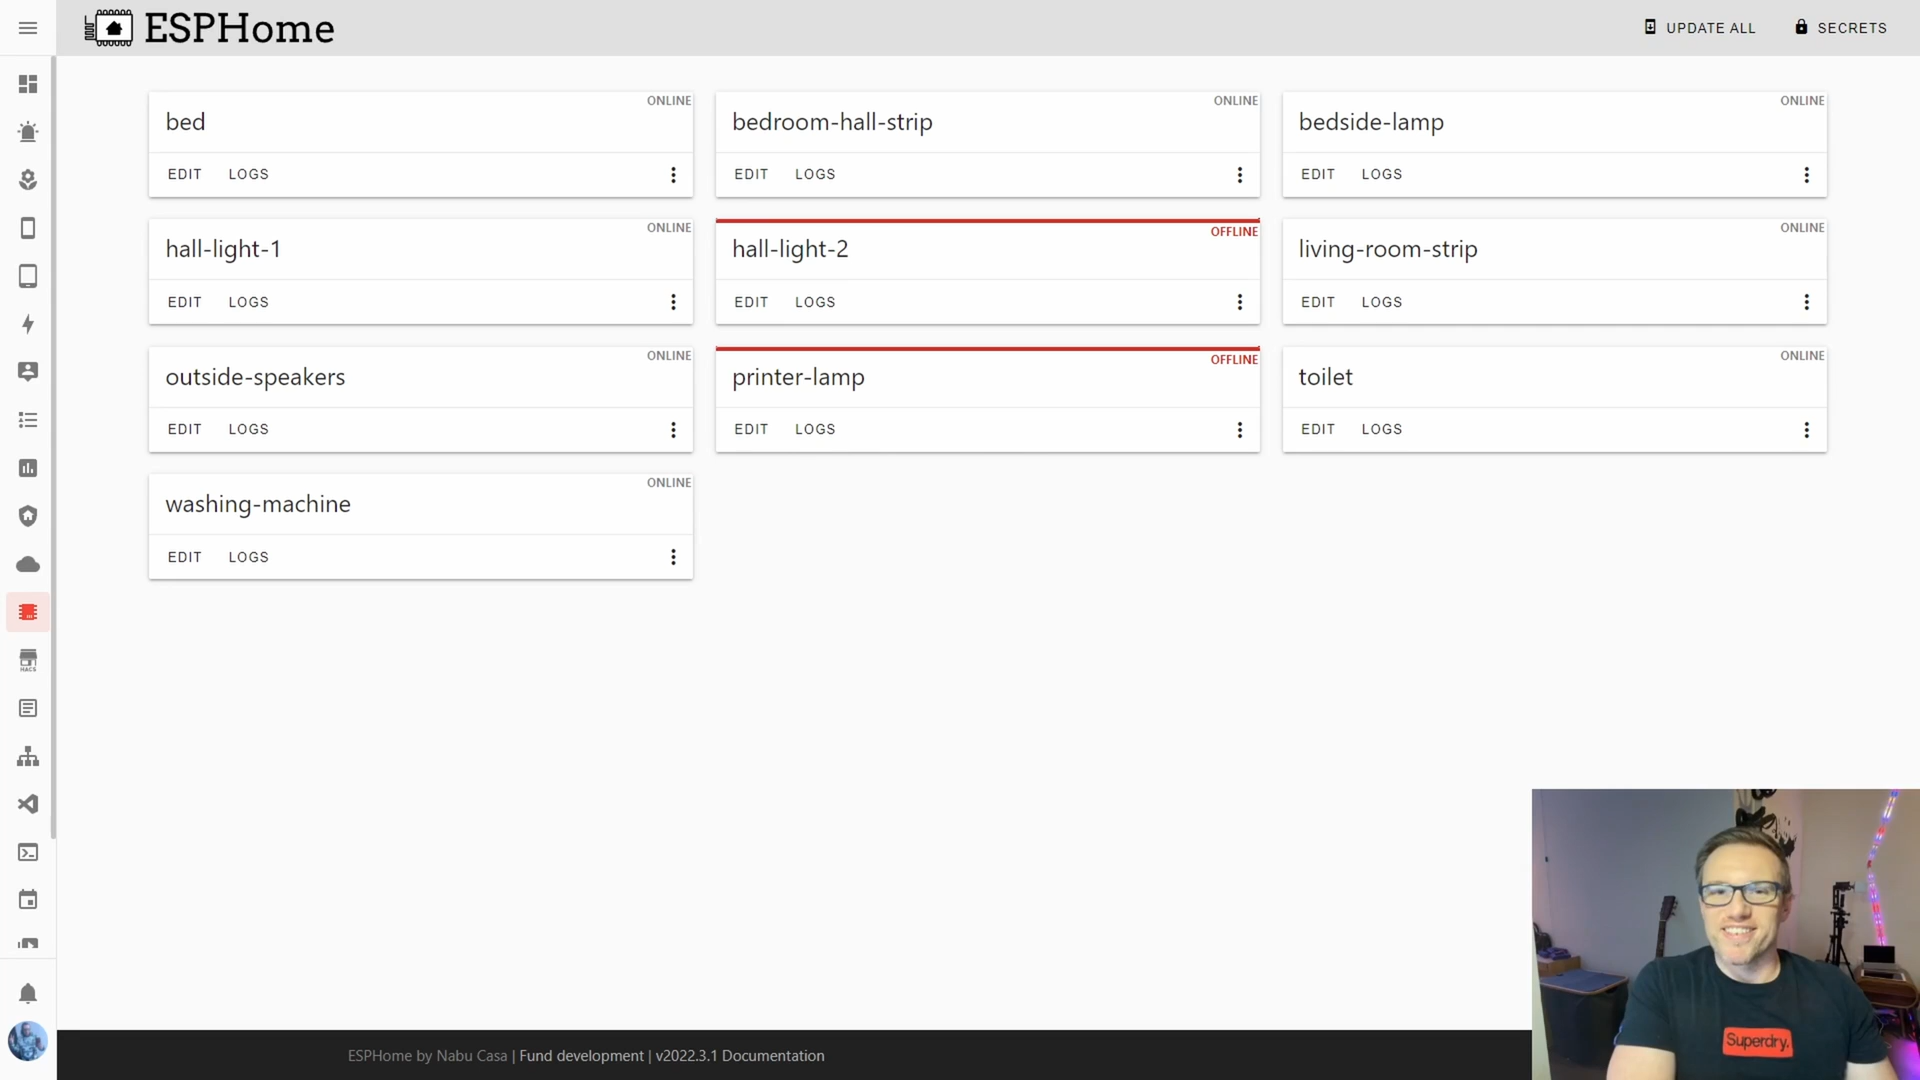 ESPHome
UPDATE ALL
SECRETS
ONLINE
bed
EDIT LOGS
ONLINE
bedroom-hall-strip
EDIT LOGS
ONLINE
bedside-lamp
EDIT LOGS
ONLINE
hall-light-1
EDIT LOGS
OFFLINE
hall-light-2
EDIT LOGS
ONLINE
living-room-strip
EDIT LOGS
ONLINE
outside-speakers
EDIT LOGS
OFFLINE
printer-lamp
EDIT LOGS
ONLINE
toilet
EDIT LOGS
ONLINE
washing-machine
EDIT LOGS
HACS
Superdry.
ESPHome by Nabu Casa | Fund development | v2022.3.1 Documentation